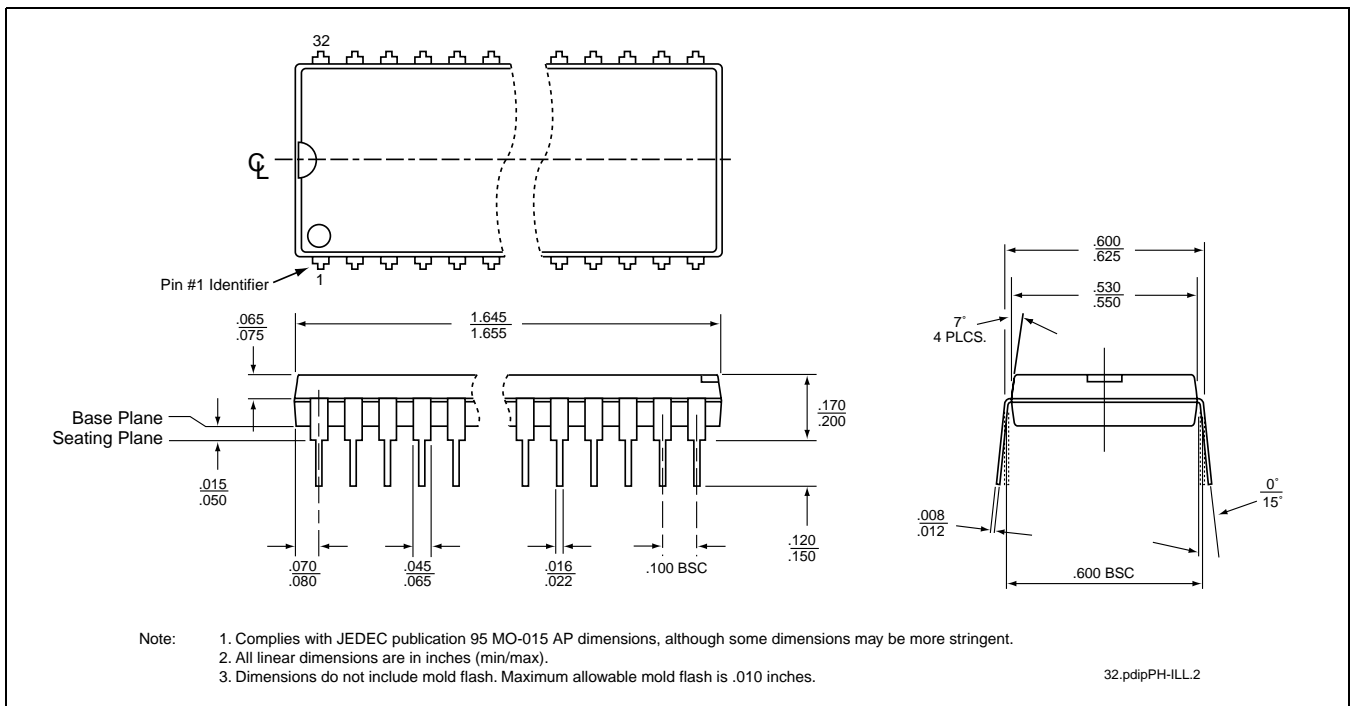 32
C
L
Pin #1 Identifier
1
.600
.625
.530
.550
7°
4 PLCS.
.065
.075
1.645
1.655
Base Plane
Seating Plane
.170
.200
.015
.050
.070
.080
.045
.065
.016
.022
.100 BSC
.120
.150
.008
.012
0°
15°
.600 BSC
Note:
1. Complies with JEDEC publication 95 MO-015 AP dimensions, although some dimensions may be more stringent.
2. All linear dimensions are in inches (min/max).
3. Dimensions do not include mold flash. Maximum allowable mold flash is .010 inches.
32.pdipPH-ILL.2